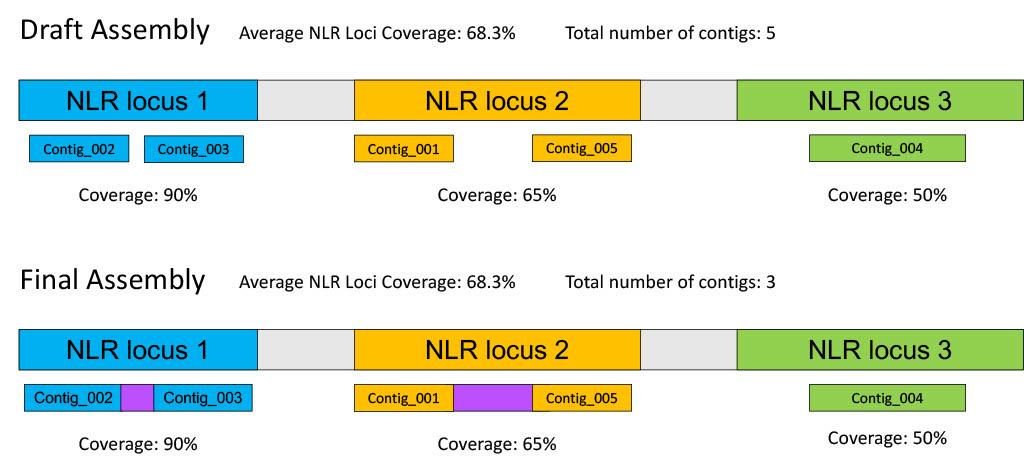 Draft Assembly Average NLR Loci Coverage: 68.3% Total number of contigs: 5
NLR locus 1 NLR locus 2 NLR locus 3
Contig_002 Contig_003 Contig_001 Contig_005 Contig_004
Coverage: 90% Coverage: 65% Coverage: 50%
Final Assembly Average NLR Loci Coverage: 68.3% Total number of contigs: 3
NLR locus 1 NLR locus 2 NLR locus 3
Contig_002 Contig_003 Contig_001 Contig_005 Contig_004
Coverage: 90% Coverage: 65% Coverage: 50%